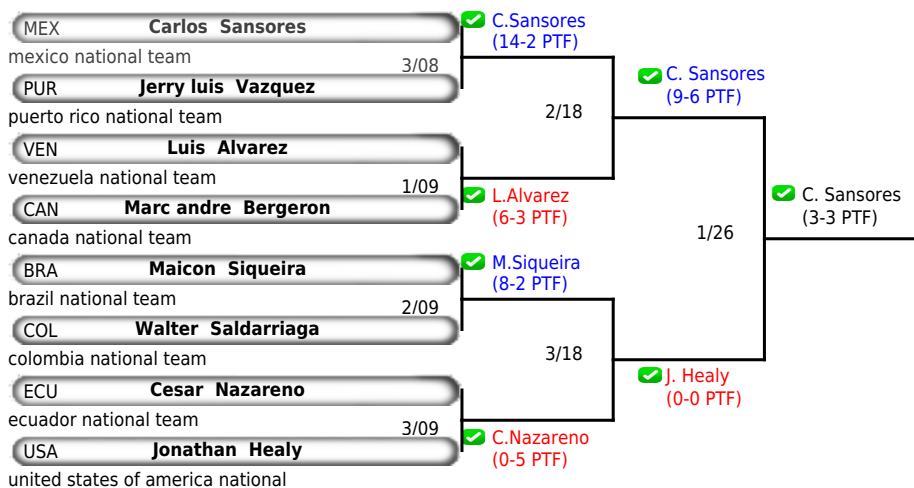 MEX Carlos Sansores
mexico national team
3/08
PUR Jerry luis Vazquez
puerto rico national team
VEN Luis Alvarez
venezuela national team
1/09
CAN Marc andre Bergeron
canada national team
BRA Maicon Siqueira
brazil national team
2/09
COL Walter Saldarriaga
colombia national team
ECU Cesar Nazareno
ecuador national team
3/09
USA Jonathan Healy
united states of america national
C.Sansores
(14-2 PTF)
2/18
L.Alvarez
(6-3 PTF)
M.Siqueira
(8-2 PTF)
3/18
C.Nazareno
(0-5 PTF)
C. Sansores
(9-6 PTF)
1/26
J. Healy
(0-0 PTF)
C. Sansores
(3-3 PTF)